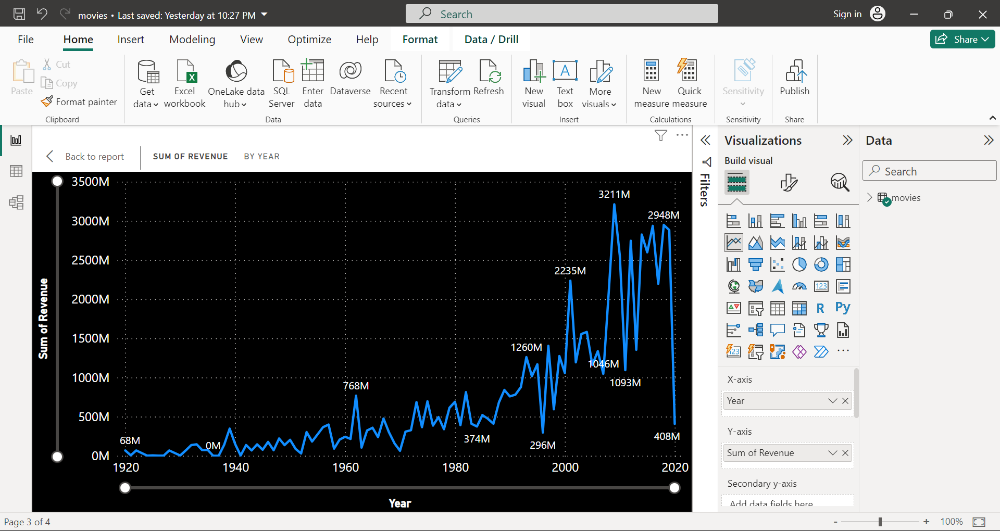 movies • Last saved: Yesterday at 10:27 PM
Search
Sign in
File
Home
Insert
Modeling
View
Optimize
Help
Format
Data / Drill
Share
Paste
Cut
Copy
Format painter
Clipboard
Get
data
Excel
workbook
OneLake data
hub
SQL
Server
Enter
data
Dataverse
Recent
sources
Data
Transform
data
Refresh
Queries
New
visual
Text
box
More
visuals
Insert
New
measure
Quick
measure
Calculations
Sensitivity
Sensitivity
Publish
Share
Back to report
SUM OF REVENUE
BY YEAR
3500M
3000M
2500M
2000M
1500M
1000M
500M
0M
Sum of Revenue
68M
0M
768M
374M
1260M
296M
2235M
1046M
3211M
1093M
2948M
408M
1920
1940
1960
1980
2000
2020
Year
Filters
Visualizations
Build visual
123
R
Py
123
X-axis
Year
Y-axis
Sum of Revenue
Secondary y-axis
Add data fields here
Data
Search
movies
Page 3 of 4
- + 100%